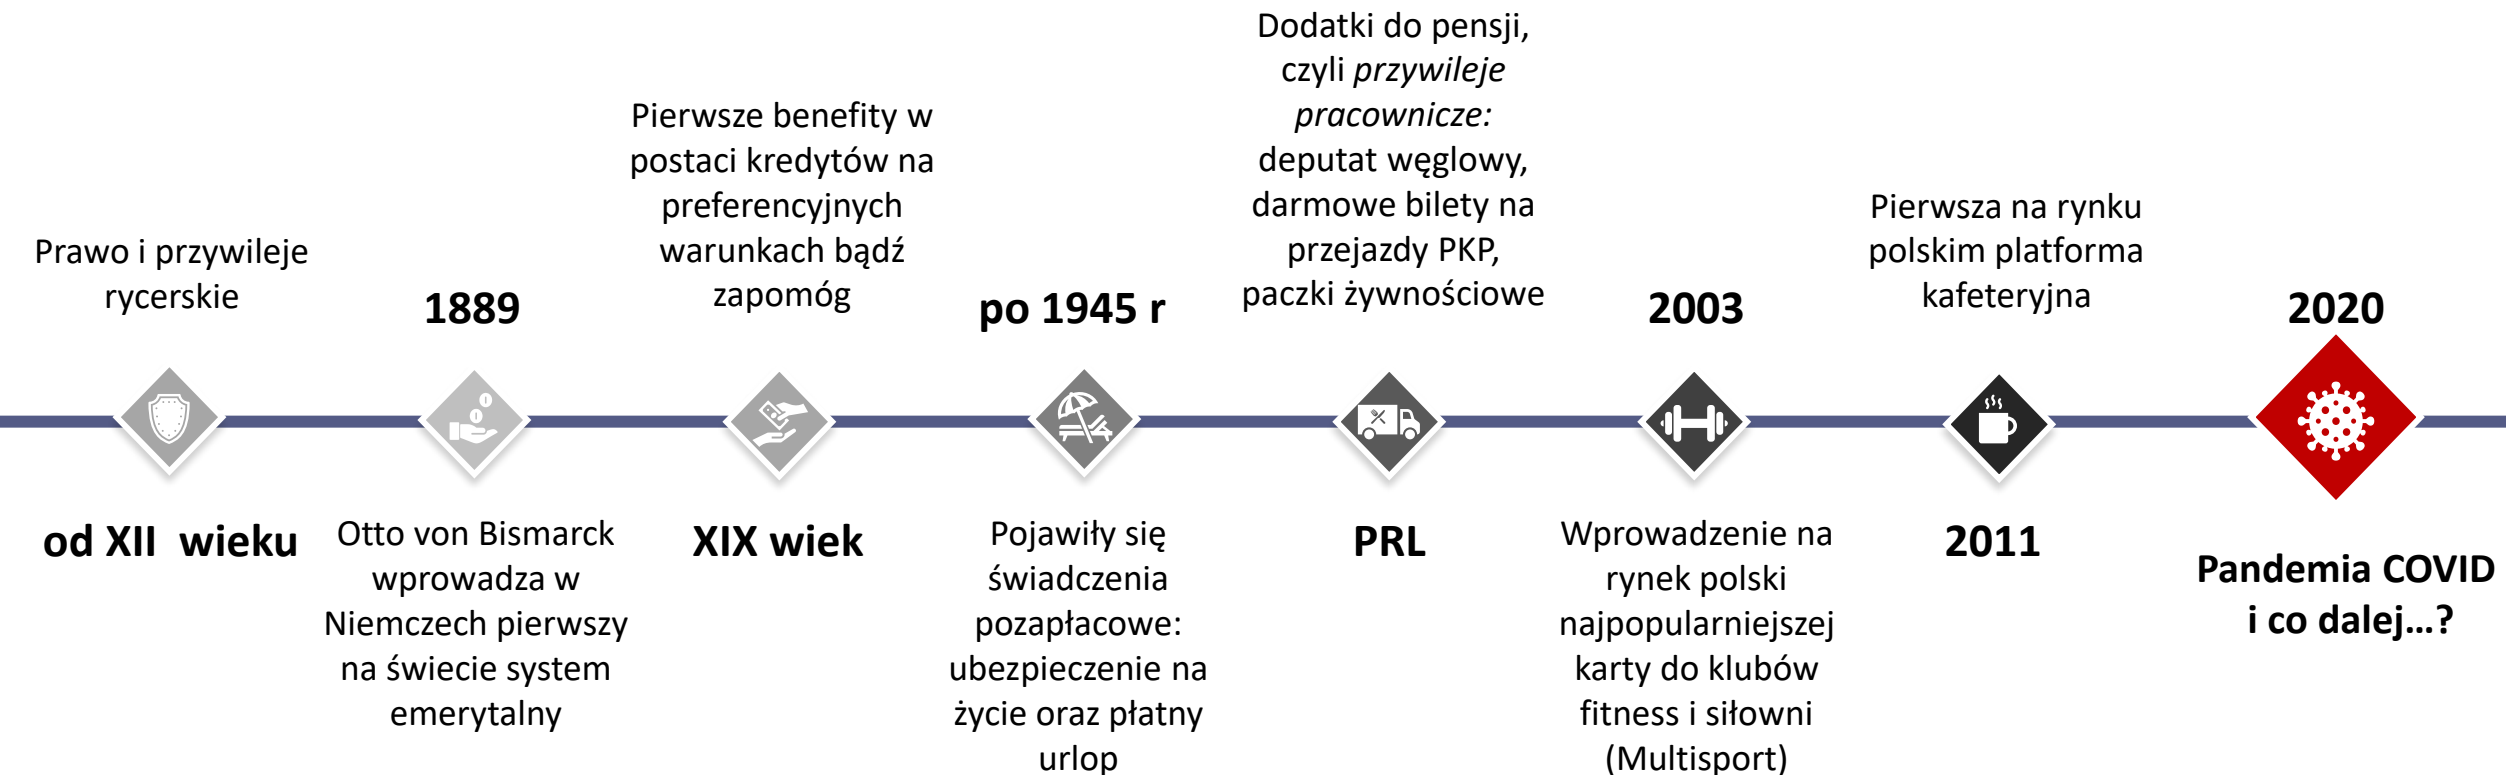 Prawo i przywileje
rycerskie
od XII wieku
1889
Otto von Bismarck
wprowadza w
Niemczech pierwszy
na świecie system
emerytalny
Pierwsze benefity w
postaci kredytów na
preferencyjnych
warunkach bądź
zapomóg
XIX wiek
po 1945 r
Pojawiły się
świadczenia
pozapłacowe:
ubezpieczenie na
życie oraz płatny
urlop
Dodatki do pensji,
czyli przywileje
pracownicze:
deputat węglowy,
darmowe bilety na
przejazdy PKP,
paczki żywnościowe
PRL
2003
Wprowadzenie na
rynek polski
najpopularniejszej
karty do klubów
fitness i siłowni
(Multisport)
Pierwsza na rynku
polskim platforma
kafeteryjna
2011
2020
Pandemia COVID
i co dalej...?